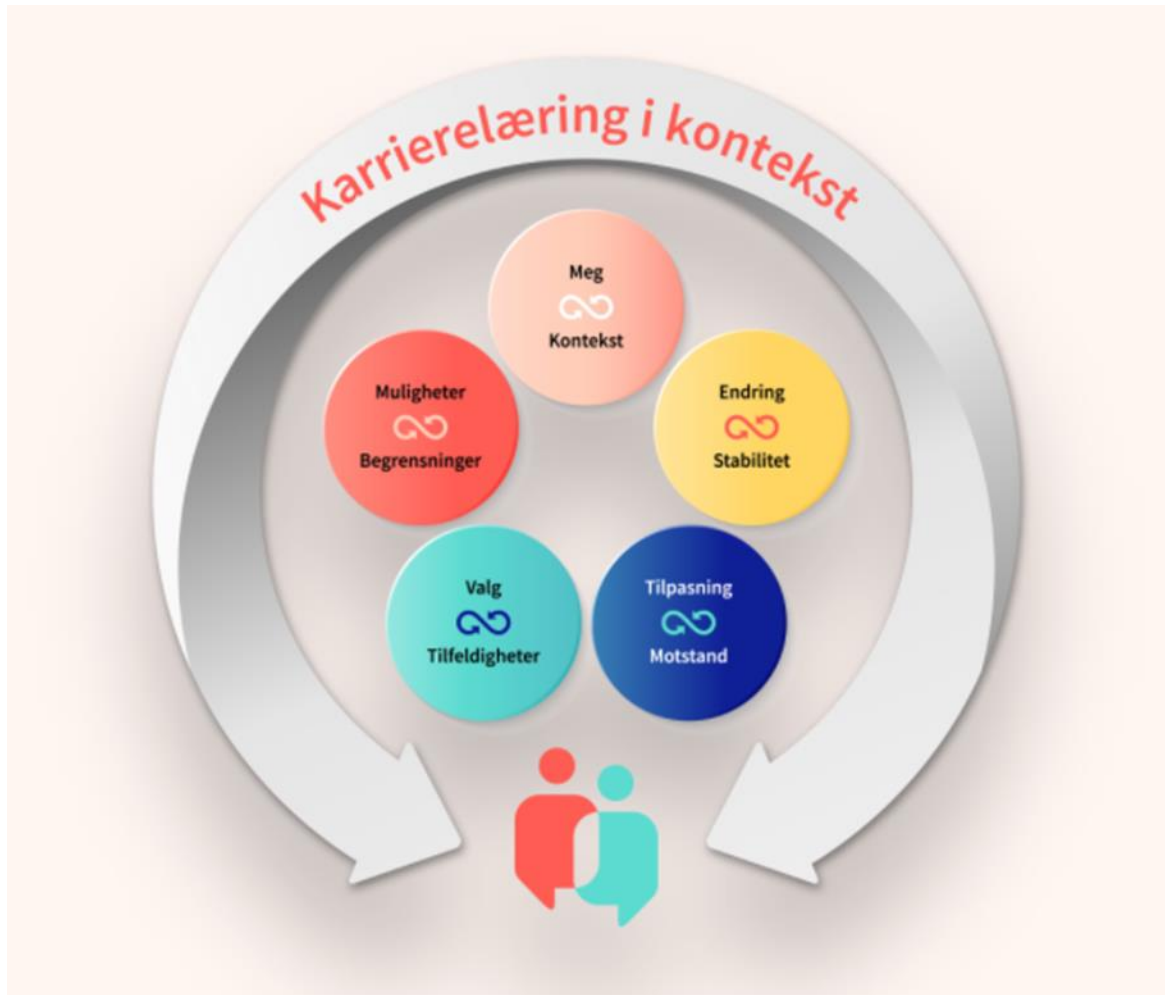 Karrierelæring i kontekst
Meg
Kontekst
Muligheter
Begrensninger
Endring
Stabilitet
Valg
Tilfeldigheter
Tilpasning
Motstand